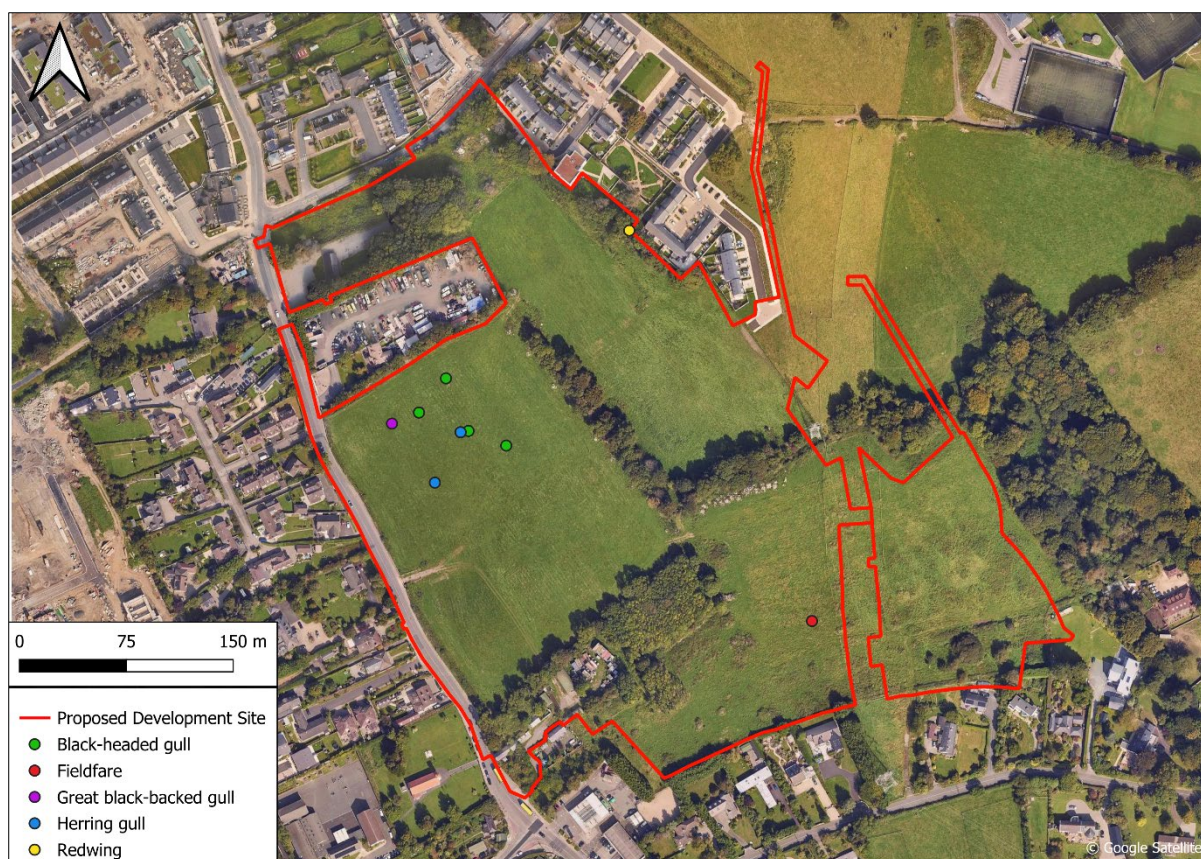 0 75 150 m
Proposed Development Site
Black-headed gull
Fieldfare
Great black-backed gull
Herring gull
Redwing
© Google Satellite